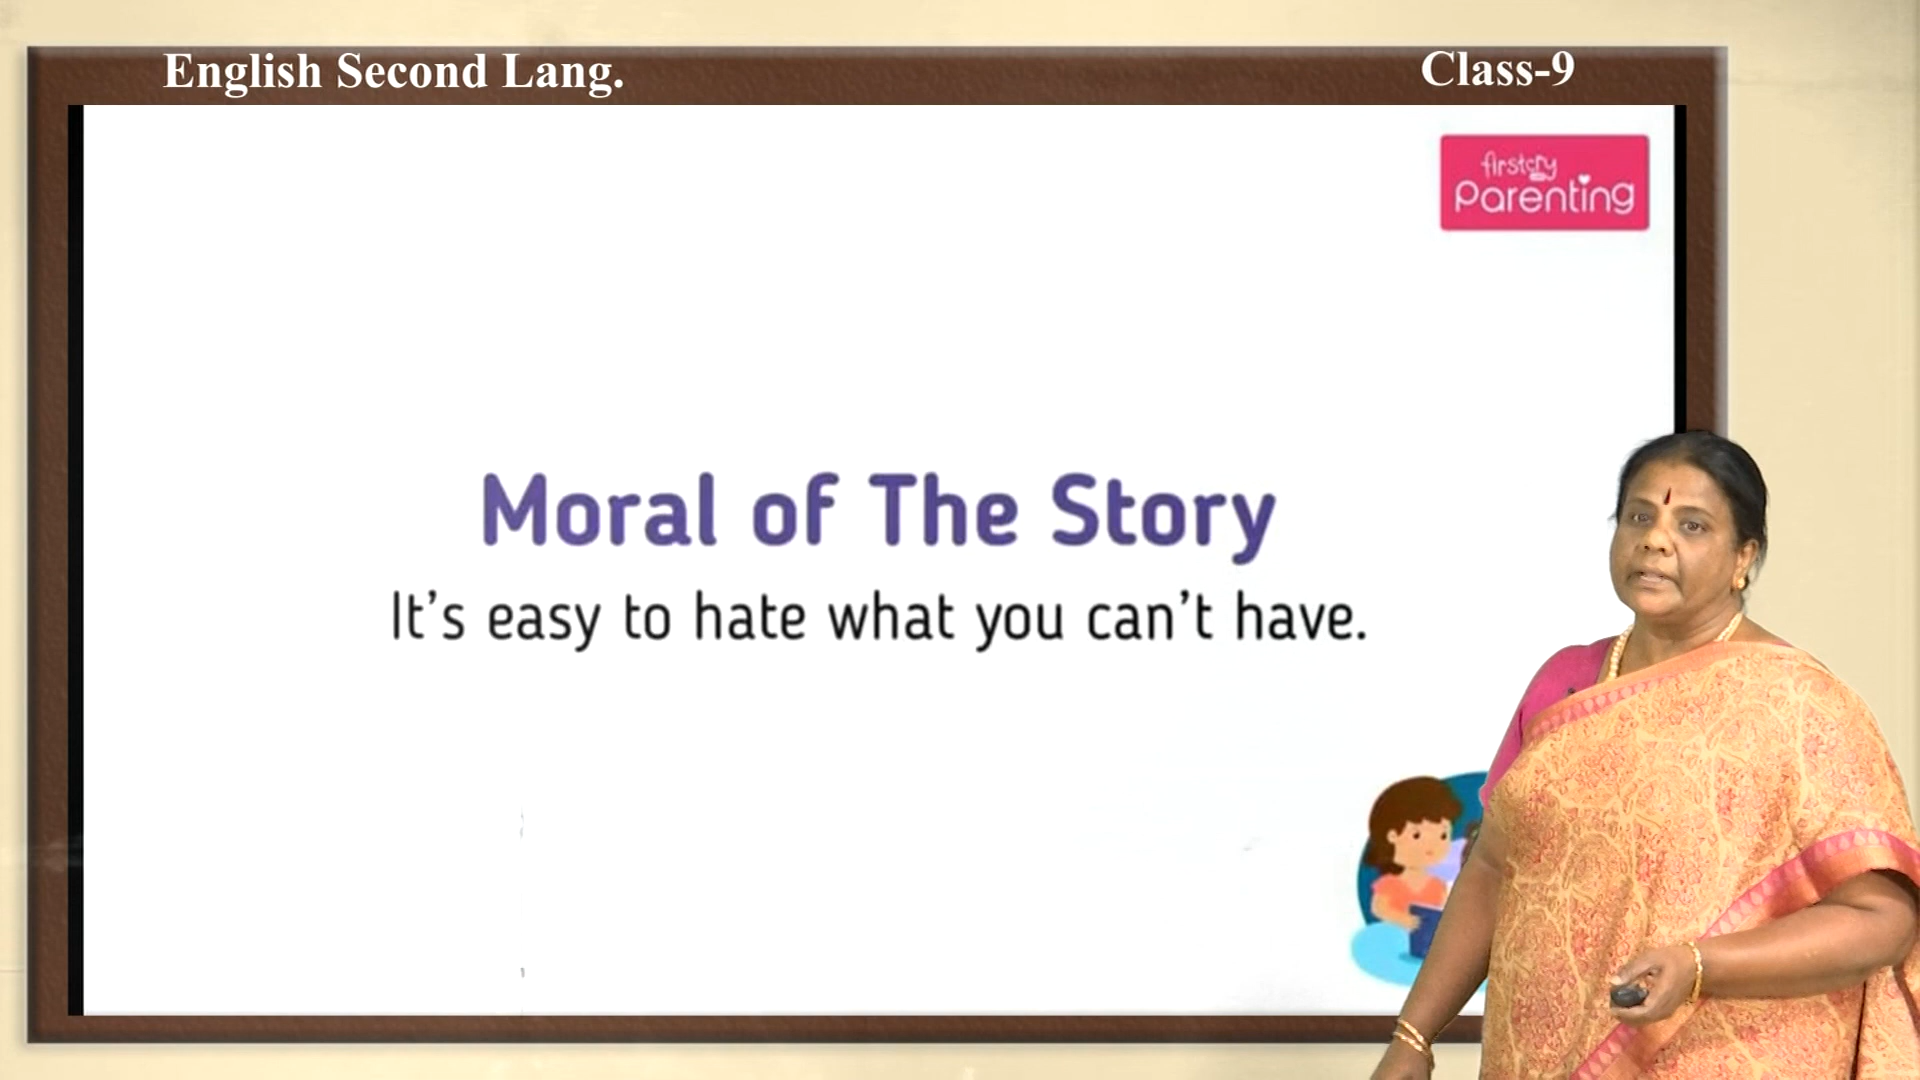 English Second Lang.
Class-9
firstcry
Parenting
Moral of The Story
It's easy to hate what you can't have.